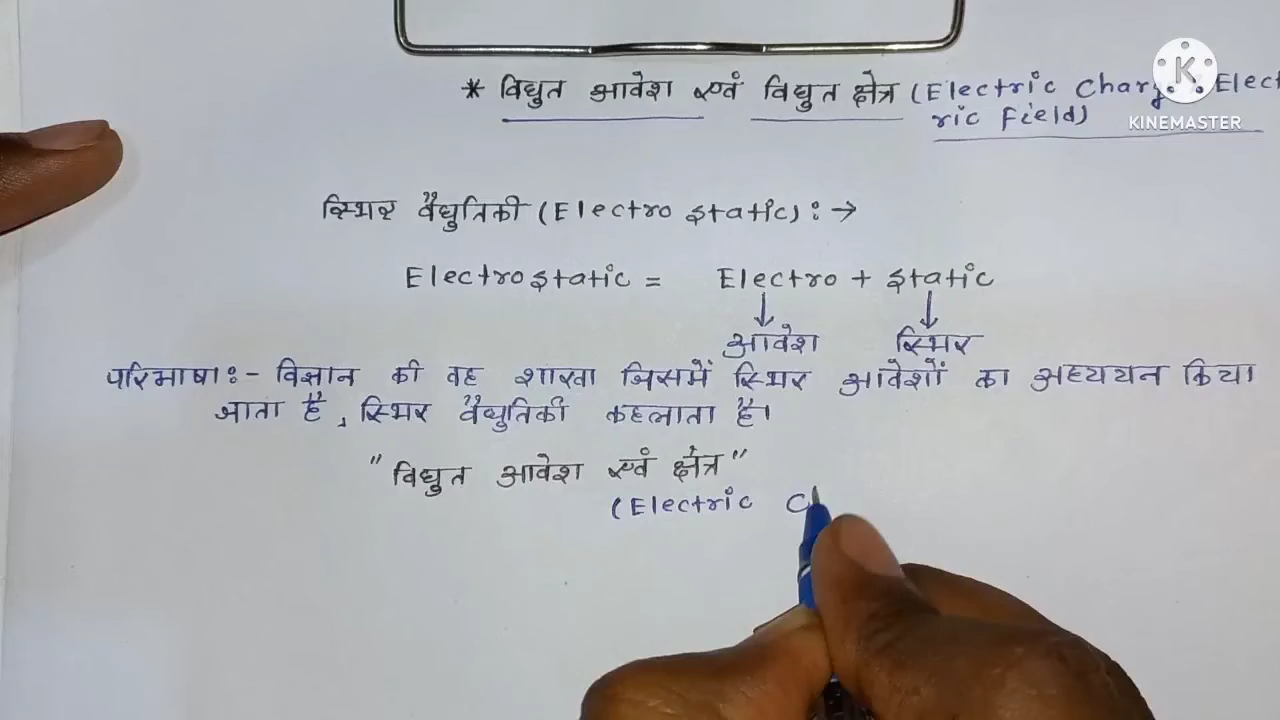 * विद्युत आवेश एवं विद्युत क्षेत्र (Electric Charg Elect
ric Field)
K
KINEMASTER
स्थिर वैद्युतिकी (Electro static) : →
Electrostatic = Electro + static
↓ ↓
आवेश स्थिर
परिभाषा :- विज्ञान की वह शाखा जिसमें स्थिर आवेशों का अध्ययन किया
जाता है, स्थिर वैद्युतिकी कहलाता है।
"विद्युत आवेश एवं क्षेत्र"
(Electric C